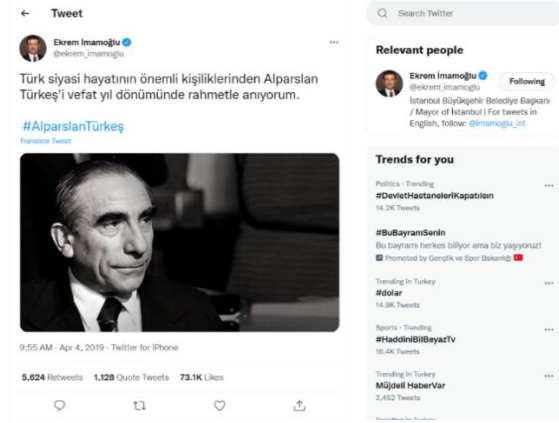 ← Tweet
Ekrem İmamoğlu
@ekrem_imamoglu
Türk siyasi hayatının önemli kişiliklerinden Alparslan
Türkeş'i vefat yıl dönümünde rahmetle anıyorum.
#AlparslanTürkeş
Translate Tweet
9:55 AM · Apr 4, 2019 · Twitter for iPhone
5,624 Retweets 1,128 Quote Tweets 73.1K Likes
Search Twitter
Relevant people
Ekrem İmamoğlu
@ekrem_imamoglu
Following
İstanbul Büyükşehir Belediye Başkanı
/ Mayor of İstanbul | For tweets in
English, follow: @imamoglu_int
Trends for you
Politics · Trending
#DevletHastaneleriKapatılsın
14.2K Tweets
#BuBayramSenin
Bu bayramı herkes biliyor ama biz yaşıyoruz!
Promoted by Gençlik ve Spor Bakanlığı
Trending in Turkey
#dolar
14.9K Tweets
Sports · Trending
#HaddiniBilBeyazTv
16.4K Tweets
Trending in Turkey
Müjdeli HaberVar
2,452 Tweets
Trending in Turkey